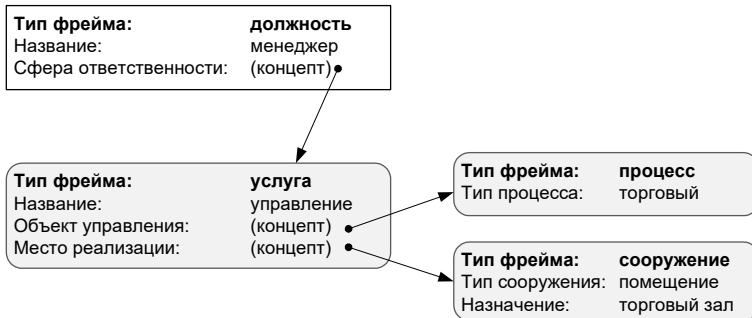 Тип фрейма: должность
Название: менеджер
Сфера ответственности: (концепт)
Тип фрейма: услуга
Название: управление
Объект управления: (концепт)
Место реализации: (концепт)
Тип фрейма: процесс
Тип процесса: торговый
Тип фрейма: сооружение
Тип сооружения: помещение
Назначение: торговый зал